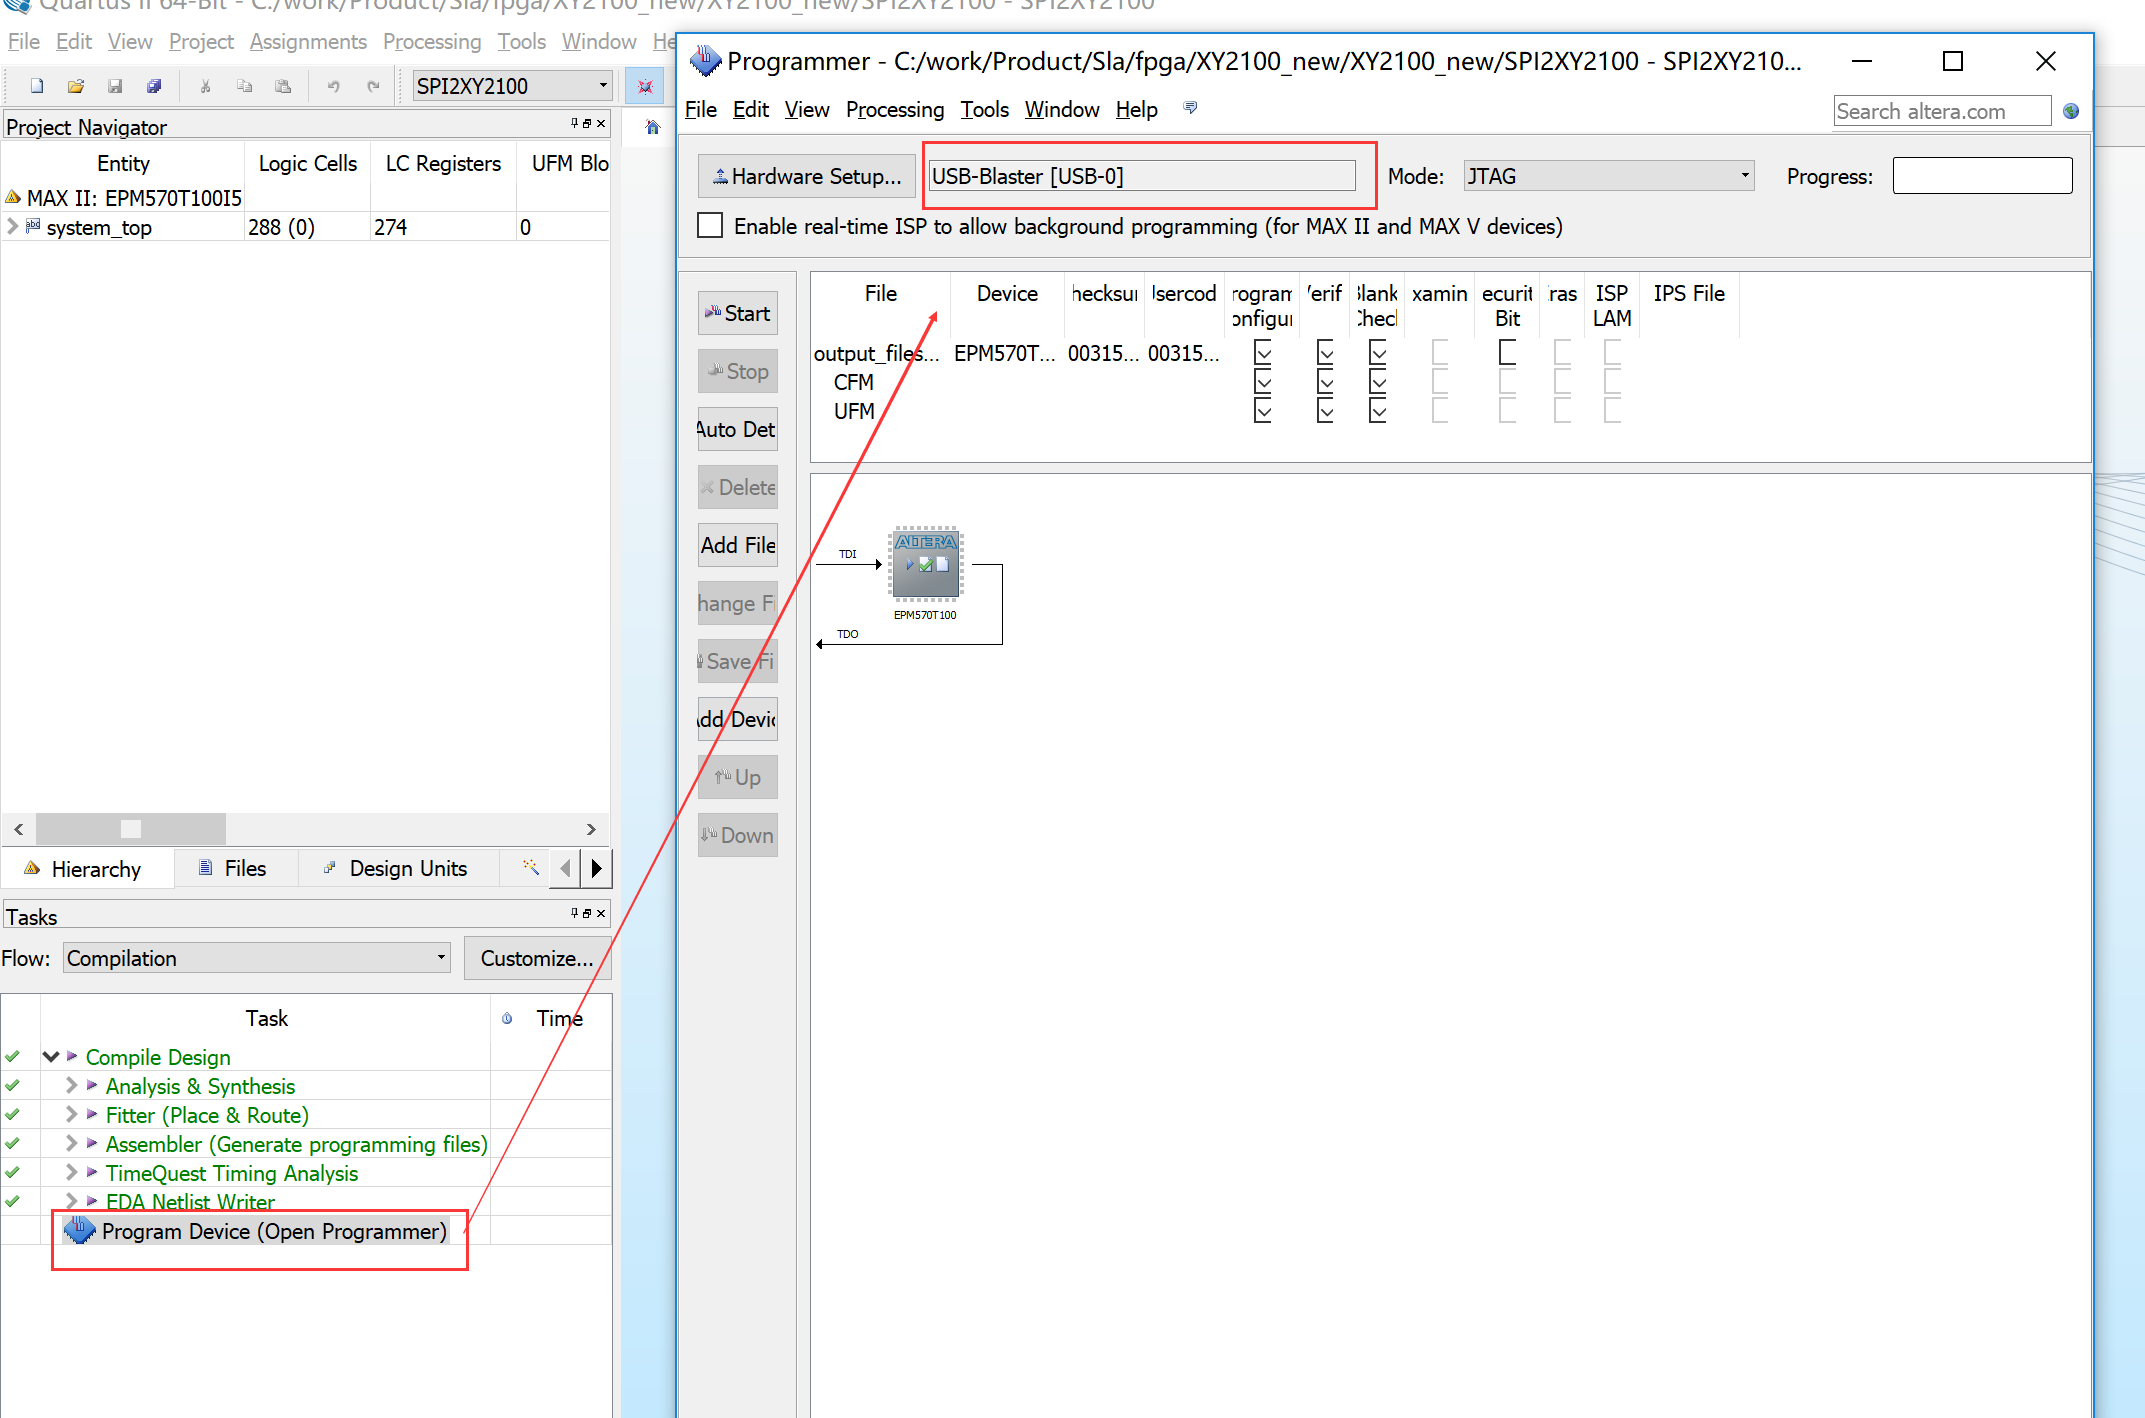 Quartus II 64-Bit - C:/work/Product/Sla/fpga/XY2100_new/XY2100_new/SPI2XY2100 - SPI2XY2100
File Edit View Project Assignments Processing Tools Window He
SPI2XY2100
Project Navigator
Entity Logic Cells LC Registers UFM Blo
MAX II: EPM570T100I5
system_top 288 (0) 274 0
Hierarchy Files Design Units
Tasks
Flow: Compilation Customize...
Task Time
Compile Design
Analysis & Synthesis
Fitter (Place & Route)
Assembler (Generate programming files)
TimeQuest Timing Analysis
EDA Netlist Writer
Program Device (Open Programmer)
Programmer - C:/work/Product/Sla/fpga/XY2100_new/XY2100_new/SPI2XY2100 - SPI2XY210...
File Edit View Processing Tools Window Help
Search altera.com
Hardware Setup... USB-Blaster [USB-0] Mode: JTAG Progress:
Enable real-time ISP to allow background programming (for MAX II and MAX V devices)
Start
Stop
Auto Det
Delete
Add File
hange Fi
Save Fi
Add Devic
Up
Down
File Device hecksu Jsercod rogram Verif Blank xamin ecurit ras ISP IPS File
onfigu Bit LAM
output_files... EPM570T... 00315... 00315...
CFM
UFM
TDI
ALTERA
EPM570T100
TDO